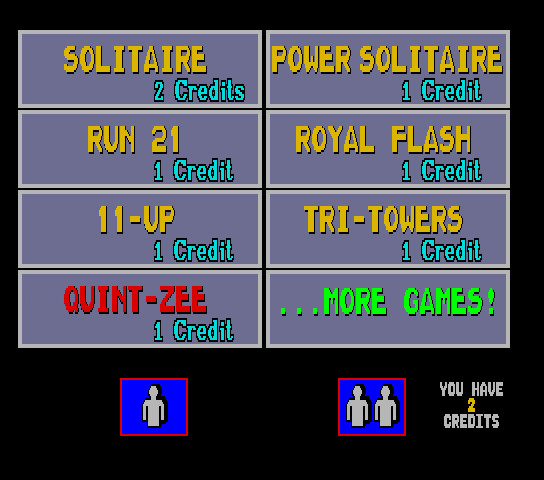 SOLITAIRE
2 Credits
POWER SOLITAIRE
1 Credit
RUN 21
1 Credit
ROYAL FLASH
1 Credit
11-UP
1 Credit
TRI-TOWERS
1 Credit
QUINT-ZEE
1 Credit
...MORE GAMES!
YOU HAVE
2
CREDITS